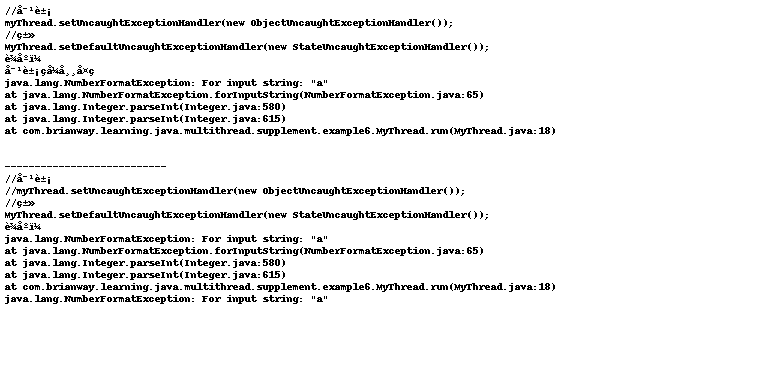 //å¯¹è±¡
myThread.setUncaughtExceptionHandler(new ObjectUncaughtExceptionHandler());
//ç±»
MyThread.setDefaultUncaughtExceptionHandler(new StateUncaughtExceptionHandler());
è¾åºï¼
å¯¹è±¡çå¼å¸¸å¤ç
java.lang.NumberFormatException: For input string: "a"
at java.lang.NumberFormatException.forInputString(NumberFormatException.java:65)
at java.lang.Integer.parseInt(Integer.java:580)
at java.lang.Integer.parseInt(Integer.java:615)
at com.brianway.learning.java.multithread.supplement.example6.MyThread.run(MyThread.java:18)
---------------------------
//å¯¹è±¡
//myThread.setUncaughtExceptionHandler(new ObjectUncaughtExceptionHandler());
//ç±»
MyThread.setDefaultUncaughtExceptionHandler(new StateUncaughtExceptionHandler());
è¾åºï¼
java.lang.NumberFormatException: For input string: "a"
at java.lang.NumberFormatException.forInputString(NumberFormatException.java:65)
at java.lang.Integer.parseInt(Integer.java:580)
at java.lang.Integer.parseInt(Integer.java:615)
at com.brianway.learning.java.multithread.supplement.example6.MyThread.run(MyThread.java:18)
java.lang.NumberFormatException: For input string: "a"